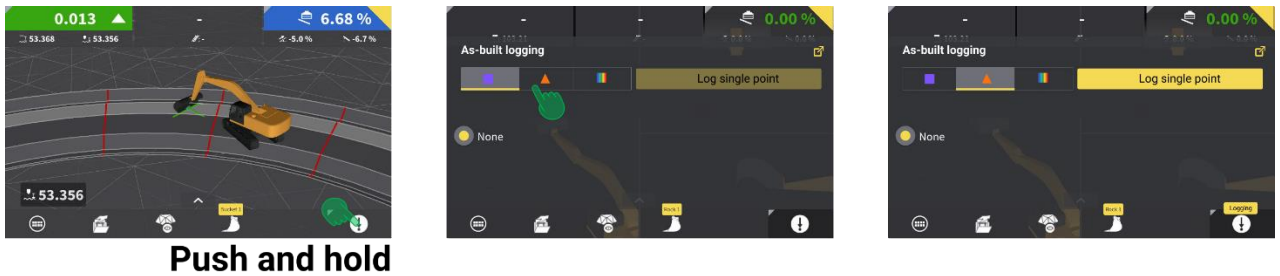 0.013
-
6.68 %
53.368
53.356
-
-5.0 %
-6.7 %
53.356
Bucket 1
Push and hold
-
-
0.00 %
As-built logging
Log single point
None
Rock 1
-
-
0.00 %
As-built logging
Log single point
None
Rock 1
Logging